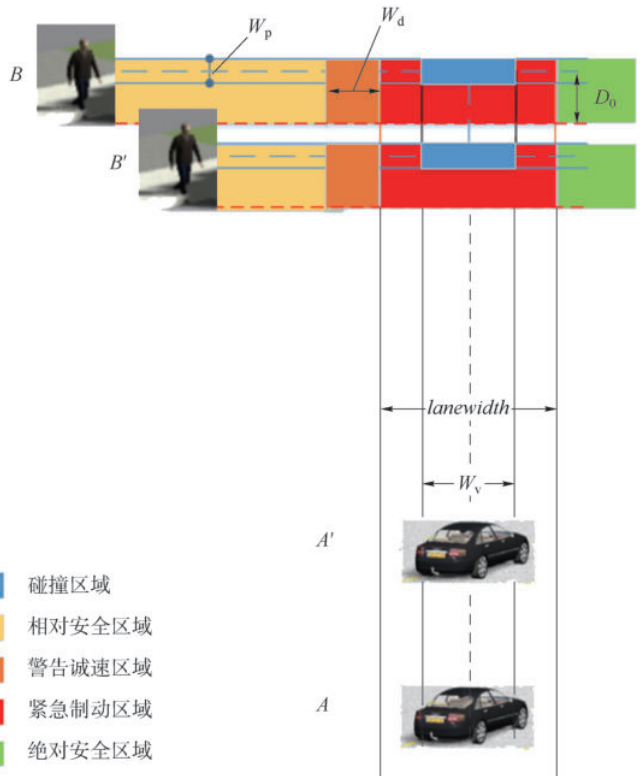 W_p
W_d
B
D_0
B′
lanewidth
W_v
A′
碰撞区域
相对安全区域
警告诫速区域
A
紧急制动区域
绝对安全区域